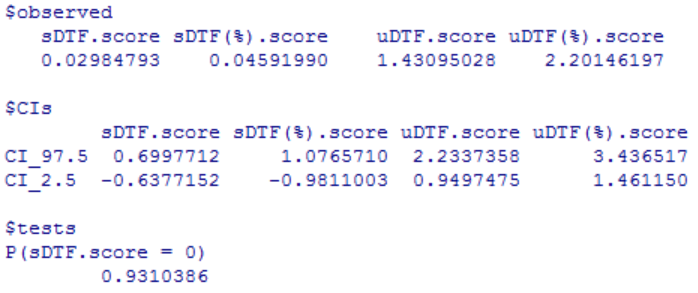 $observed
sDTF.score sDTF(%).score uDTF.score uDTF(%).score
0.02984793 0.04591990 1.43095028 2.20146197
$CIs
sDTF.score sDTF(%).score uDTF.score uDTF(%).score
CI_97.5 0.6997712 1.0765710 2.2337358 3.436517
CI_2.5 -0.6377152 -0.9811003 0.9497475 1.461150
$tests
P(sDTF.score = 0)
0.9310386